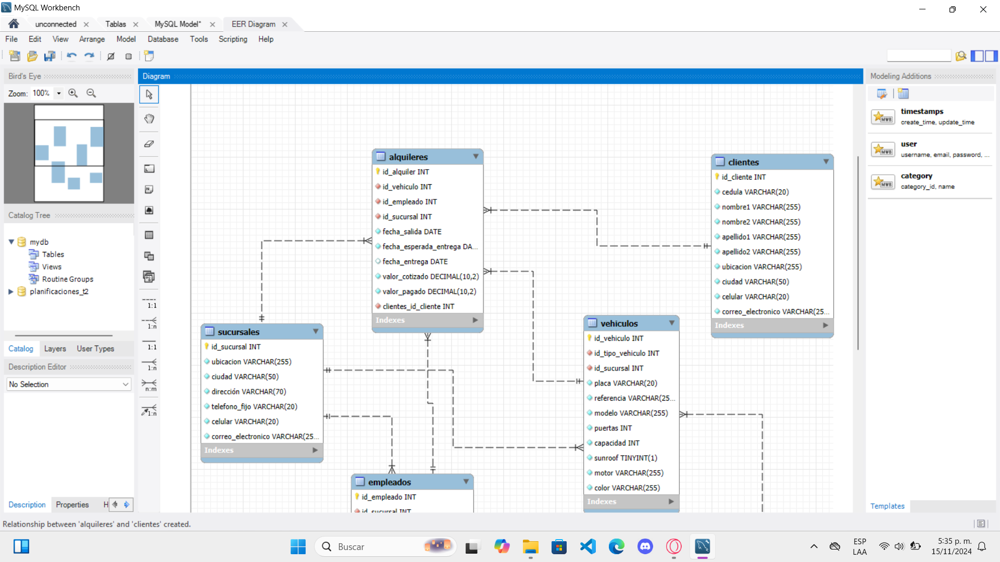 MySQL Workbench
unconnected
Tablas
MySQL Model*
EER Diagram
File Edit View Arrange Model Database Tools Scripting Help
Bird's Eye
Zoom: 100%
Catalog Tree
mydb
Tables
Views
Routine Groups
planificaciones_t2
Catalog Layers User Types
Description Editor
No Selection
Description Properties H
Diagram
1:1
1:n
1:1
1:n
n:m
1:n
alquileres
id_alquiler INT
id_vehiculo INT
id_empleado INT
id_sucursal INT
fecha_salida DATE
fecha_esperada_entrega DA...
fecha_entrega DATE
valor_cotizado DECIMAL(10,2)
valor_pagado DECIMAL(10,2)
clientes_id_cliente INT
Indexes
clientes
id_cliente INT
cedula VARCHAR(20)
nombre1 VARCHAR(255)
nombre2 VARCHAR(255)
apellido1 VARCHAR(255)
apellido2 VARCHAR(255)
ubicacion VARCHAR(255)
ciudad VARCHAR(50)
celular VARCHAR(20)
correo_electronico VARCHAR(25...
Indexes
sucursales
id_sucursal INT
ubicacion VARCHAR(255)
ciudad VARCHAR(50)
dirección VARCHAR(70)
telefono_fijo VARCHAR(20)
celular VARCHAR(20)
correo_electronico VARCHAR(25...
Indexes
vehiculos
id_vehiculo INT
id_tipo_vehiculo INT
id_sucursal INT
placa VARCHAR(20)
referencia VARCHAR(25...
modelo VARCHAR(255)
puertas INT
capacidad INT
sunroof TINYINT(1)
motor VARCHAR(255)
color VARCHAR(255)
Indexes
empleados
id_empleado INT
id_sucursal INT
Modeling Additions
MWB
timestamps
create_time, update_time
MWB
user
username, email, password, ...
MWB
category
category_id, name
Templates
Relationship between 'alquileres' and 'clientes' created.
Buscar
ESP
LAA
5:35 p. m.
15/11/2024